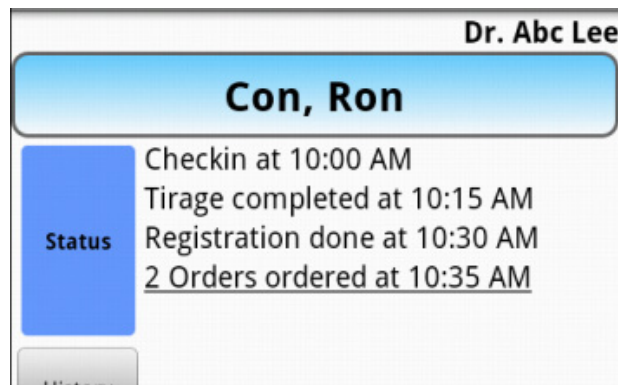 Dr. Abc Lee
Con, Ron
Checkin at 10:00 AM
Tirage completed at 10:15 AM
Status
Registration done at 10:30 AM
2 Orders ordered at 10:35 AM